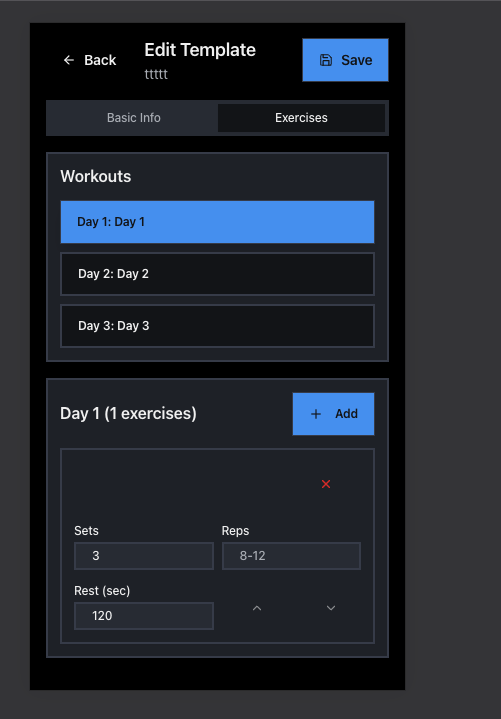 Back
Edit Template
ttttt
Save
Basic Info
Exercises
Workouts
Day 1: Day 1
Day 2: Day 2
Day 3: Day 3
Day 1 (1 exercises)
Add
Sets
Reps
3
8-12
Rest (sec)
120